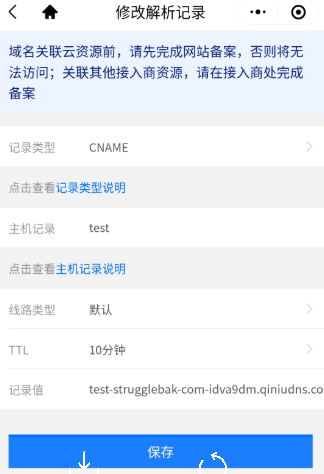 修改解析记录
域名关联云资源前，请先完成网站备案，否则将无
法访问；关联其他接入商资源，请在接入商处完成
备案
记录类型 CNAME
点击查看记录类型说明
主机记录 test
点击查看主机记录说明
线路类型 默认
TTL 10分钟
记录值 test-strugglebak-com-idva9dm.qiniudns.co
保存